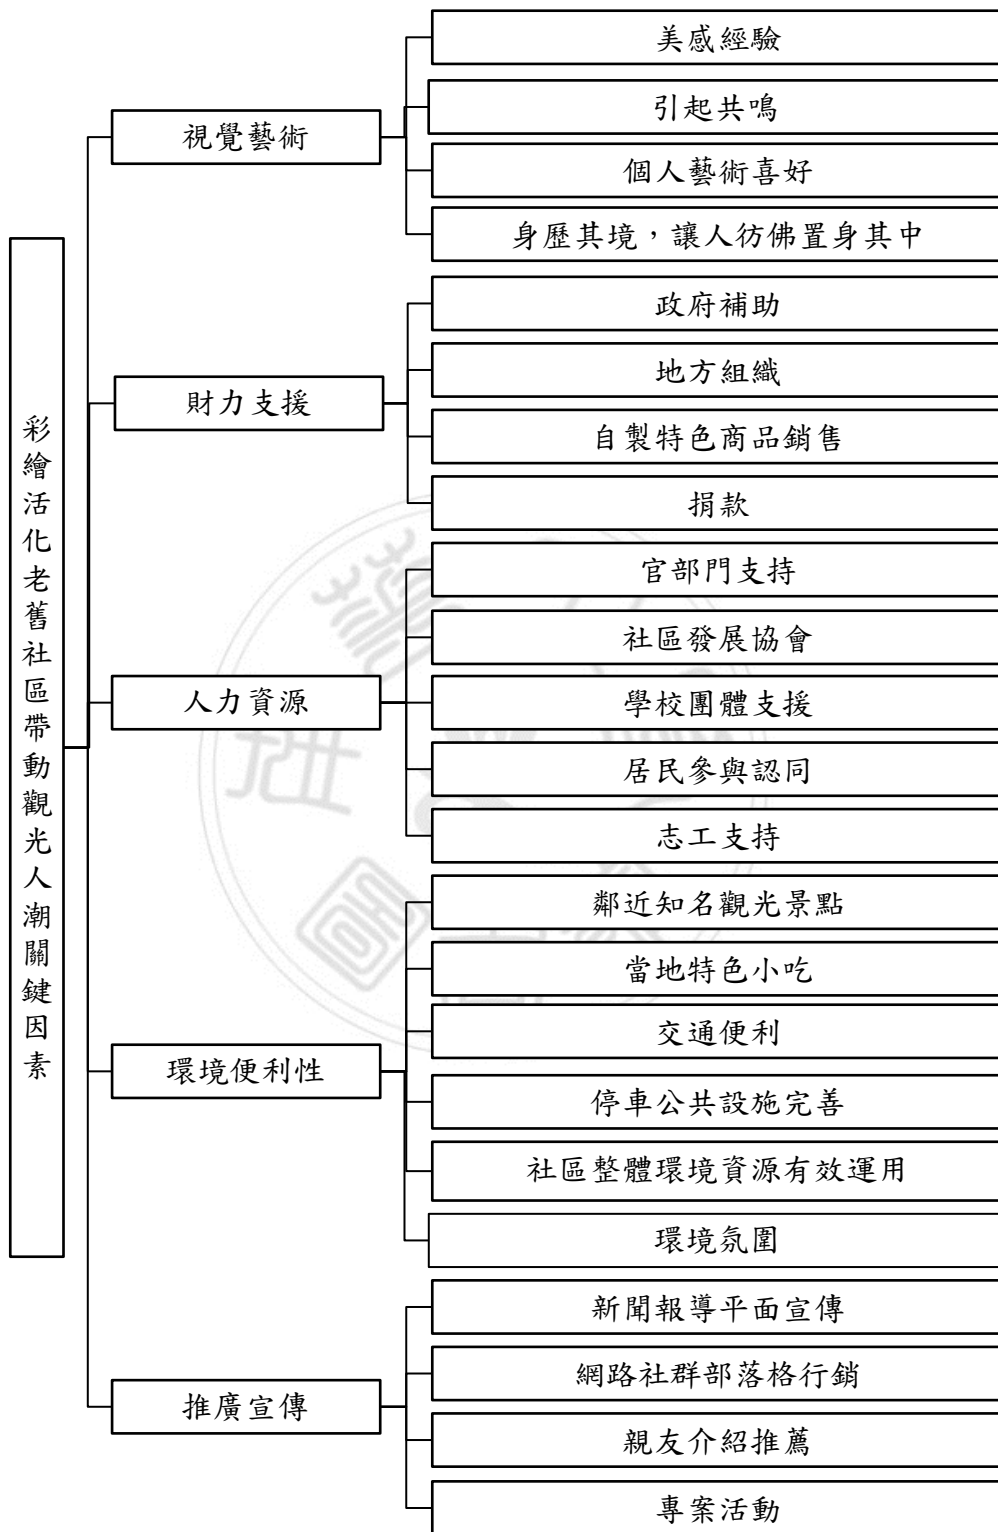 彩繪活化老舊社區帶動觀光人潮關鍵因素
視覺藝術
美感經驗
引起共鳴
個人藝術喜好
身歷其境，讓人彷彿置身其中
財力支援
政府補助
地方組織
自製特色商品銷售
捐款
人力資源
官部門支持
社區發展協會
學校團體支援
居民參與認同
志工支持
環境便利性
鄰近知名觀光景點
當地特色小吃
交通便利
停車公共設施完善
社區整體環境資源有效運用
環境氛圍
推廣宣傳
新聞報導平面宣傳
網路社群部落格行銷
親友介紹推薦
專案活動